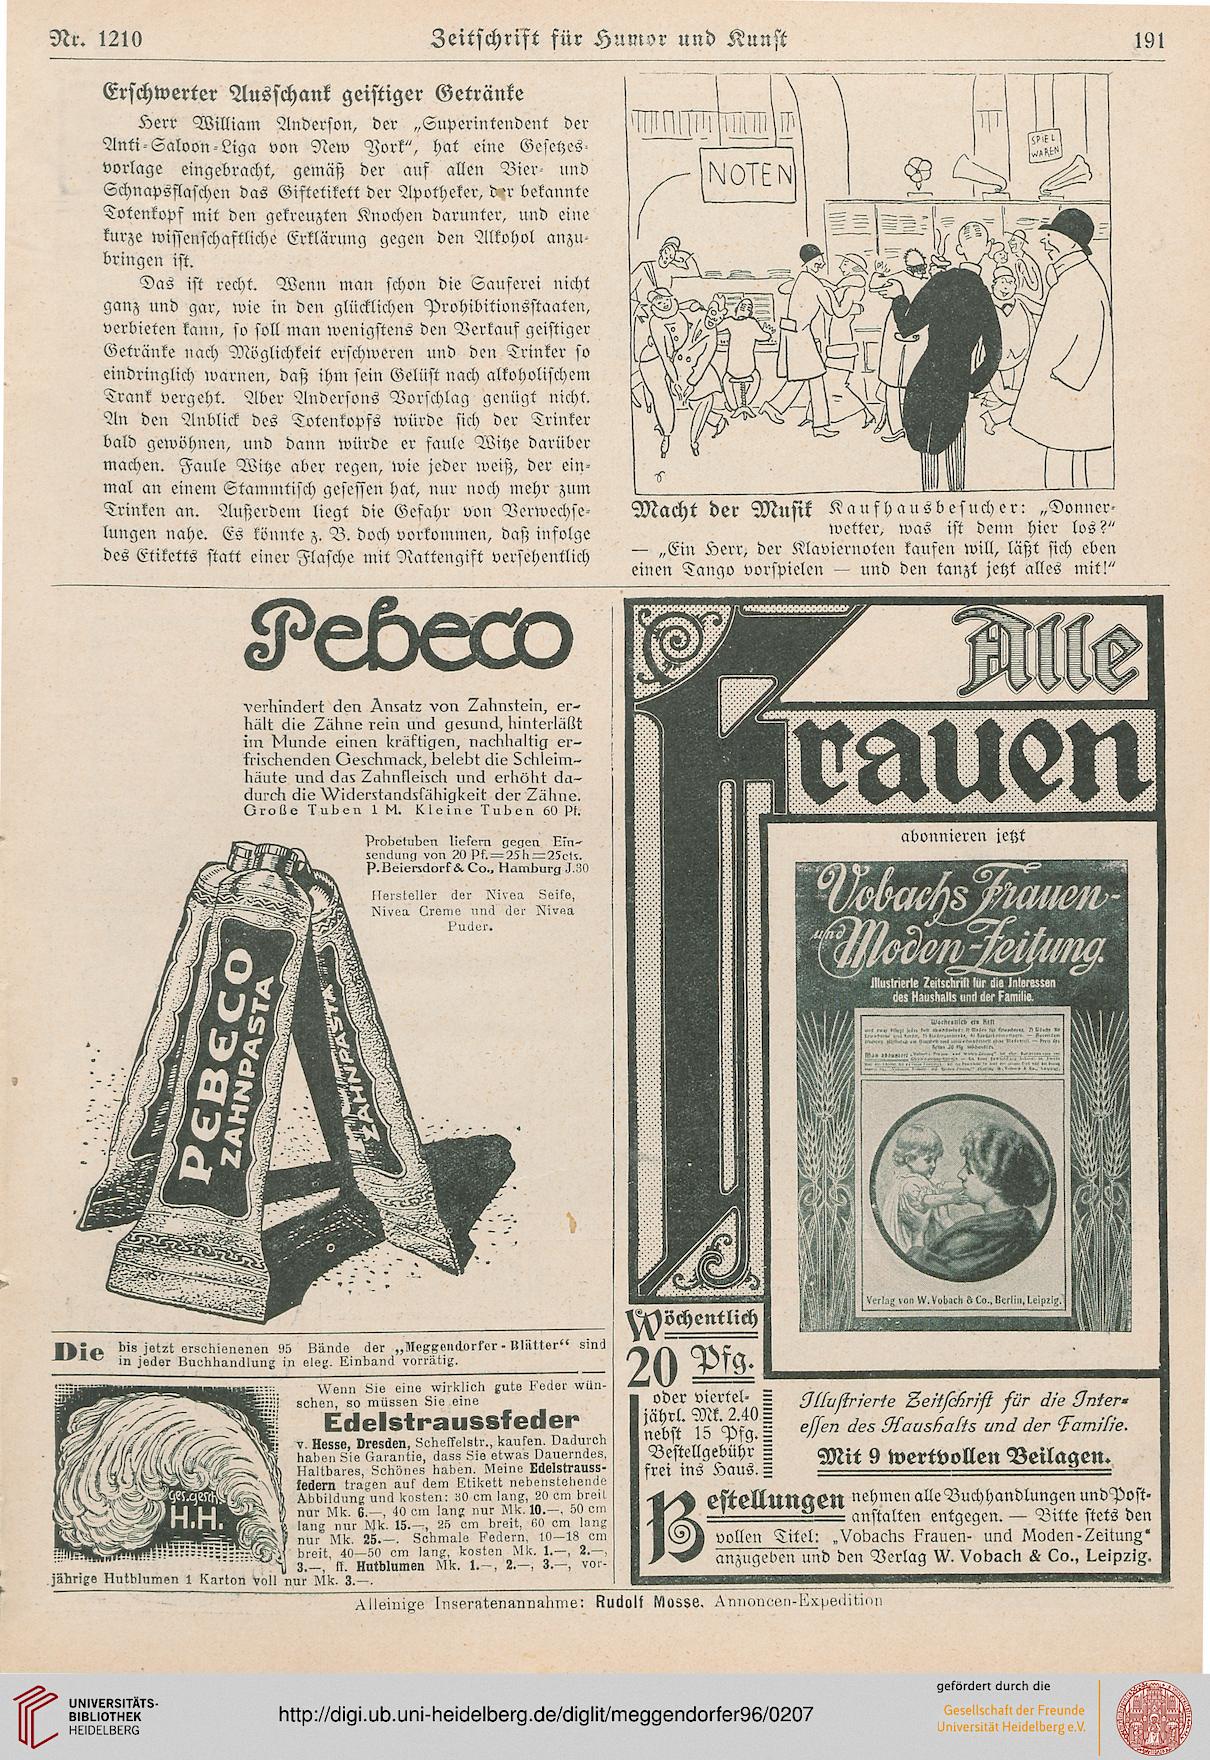 Nr. 1210 Zeitschrift für Humor und Kunst 191
Erschwerter Ausschank geistiger Getränke
Herr William Anderson, der „Superintendent der
Anti-Saloon-Liga von New York“, hat eine Gesetzes-
vorlage eingebracht, gemäß der auf allen Bier- und
Schnapsflaschen das Giftetikett der Apotheker, der bekannte
Totenkopf mit den gekreuzten Knochen darunter, und eine
kurze wissenschaftliche Erklärung gegen den Alkohol anzu-
bringen ist.
Das ist recht. Wenn man schon die Sauferei nicht
ganz und gar, wie in den glücklichen Prohibitionsstaaten,
verbieten kann, so soll man wenigstens den Verkauf geistiger
Getränke nach Möglichkeit erschweren und den Trinker so
eindringlich warnen, daß ihm sein Gelüst nach alkoholischem
Trank vergeht. Aber Andersons Vorschlag genügt nicht.
An den Anblick des Totenkopfs würde sich der Trinker
bald gewöhnen, und dann würde er faule Witze darüber
machen. Faule Witze aber regen, wie jeder weiß, der ein-
mal an einem Stammtisch gesessen hat, nur noch mehr zum
Trinken an. Außerdem liegt die Gefahr von Verwechse-
lungen nahe. Es könnte z. B. doch vorkommen, daß infolge
des Etiketts statt einer Flasche mit Rattengift versehentlich
NOTEN
SPIEL
WAREN
Macht der Musik Kaufhausbesucher: „Donner-
wetter, was ist denn hier los?“
— „Ein Herr, der Klaviernoten kaufen will, läßt sich eben
einen Tango vorspielen — und den tanzt jetzt alles mit!“
Pebeco
verhindert den Ansatz von Zahnstein, er-
hält die Zähne rein und gesund, hinterläßt
im Munde einen kräftigen, nachhaltig er-
frischenden Geschmack, belebt die Schleim-
häute und das Zahnfleisch und erhöht da-
durch die Widerstandsfähigkeit der Zähne.
Große Tuben 1 M. Kleine Tuben 60 Pf.
Probetuben liefern gegen Ein-
sendung von 20 Pf.=25h=25cts.
P. Beiersdorf & Co., Hamburg J.30
Hersteller der Nivea Seife,
Nivea Creme und der Nivea
Puder.
PEBECO
ZAHNPASTA
ZAHNPASTA
Die bis jetzt erschienenen 95 Bände der „Meggendorfer-Blätter“ sind
in jeder Buchhandlung in eleg. Einband vorrätig.
ges. gesch.
H.H.
Wenn Sie eine wirklich gute Feder wün-
schen, so müssen Sie eine
Edelstraussfeder
v. Hesse, Dresden, Scheffelstr., kaufen. Dadurch
haben Sie Garantie, dass Sie etwas Dauerndes,
Haltbares, Schönes haben. Meine Edelstrauss-
federn tragen auf dem Etikett nebenstehende
Abbildung und kosten: 30 cm lang, 20 cm breit
nur Mk. 6.—, 40 cm lang nur Mk. 10.—, 50 cm
lang nur Mk. 15.—, 25 cm breit, 60 cm lang
nur Mk. 25.—. Schmale Federn, 10—18 cm
breit, 40—50 cm lang, kosten Mk. 1.—, 2.—,
3.—, ff. Hutblumen Mk. 1.—, 2.—, 3.—, vor-
jährige Hutblumen 1 Karton voll nur Mk. 3.—.
Alle
Frauen
abonnieren jetzt
Vobachs Frauen-
und Moden-Zeitung.
Illustrierte Zeitschrift für die Interessen
des Haushalts und der Familie.
Wöchentlich ein Heft
Verlag von W. Vobach & Co., Berlin, Leipzig.
Wöchentlich
20 Pfg.
oder viertel-
jährl. Mk. 2.40
nebst 15 Pfg.
Bestellgebühr
frei ins Haus.
Illustrierte Zeitschrift für die Inter-
essen des Haushalts und der Familie.
Mit 9 wertvollen Beilagen.
Bestellungen nehmen alle Buchhandlungen und Post-
anstalten entgegen. — Bitte stets den
vollen Titel: „Vobachs Frauen- und Moden-Zeitung“
anzugeben und den Verlag W. Vobach & Co., Leipzig.
Alleinige Inseratenannahme: Rudolf Mosse, Annoncen-Expedition
UNIVERSITÄTS-
BIBLIOTHEK
HEIDELBERG
http://digi.ub.uni-heidelberg.de/diglit/meggendorfer96/0207
gefördert durch die
Gesellschaft der Freunde
Universität Heidelberg e.V.